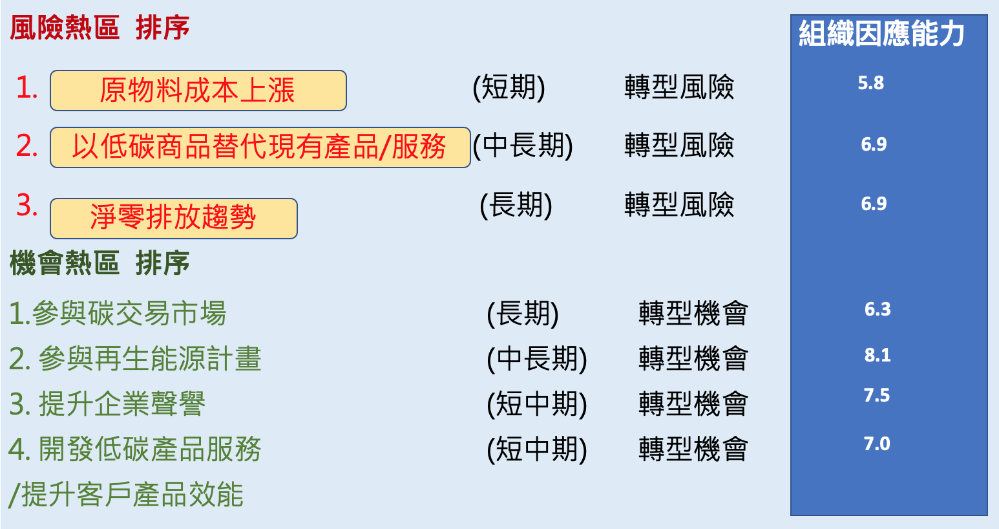 風險熱區 排序
組織因應能力
1. 原物料成本上漲 (短期) 轉型風險 5.8
2. 以低碳商品替代現有產品/服務 (中長期) 轉型風險 6.9
3. 淨零排放趨勢 (長期) 轉型風險 6.9
機會熱區 排序
1.參與碳交易市場 (長期) 轉型機會 6.3
2. 參與再生能源計畫 (中長期) 轉型機會 8.1
3. 提升企業聲譽 (短中期) 轉型機會 7.5
4. 開發低碳產品服務 (短中期) 轉型機會 7.0
/提升客戶產品效能